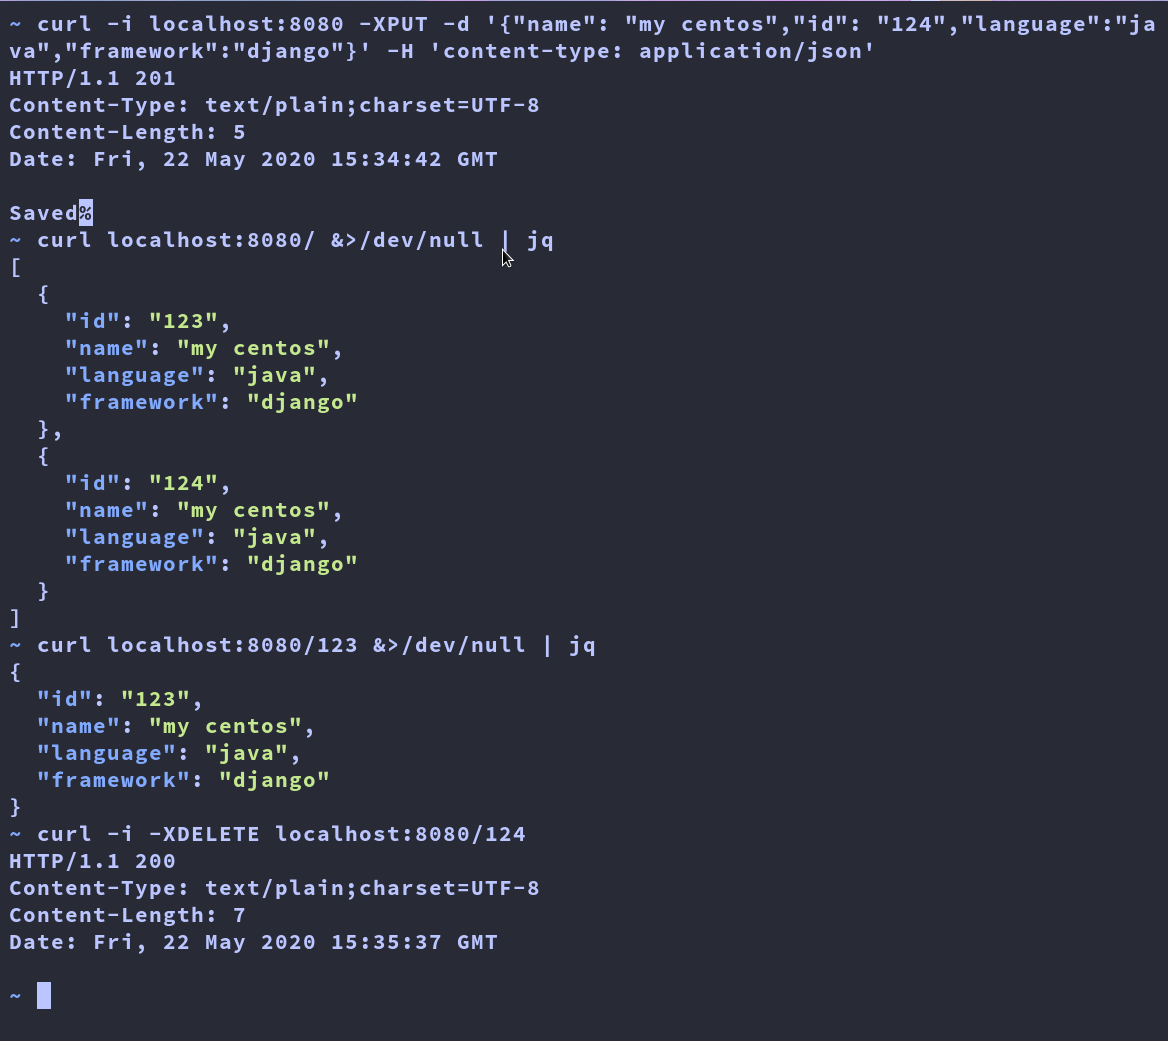 ~ curl -i localhost:8080 -XPUT -d '{"name": "my centos","id": "124","language":"ja
va","framework":"django"}' -H 'content-type: application/json'
HTTP/1.1 201
Content-Type: text/plain;charset=UTF-8
Content-Length: 5
Date: Fri, 22 May 2020 15:34:42 GMT

Saved%
~ curl localhost:8080/ &>/dev/null | jq
[
  {
    "id": "123",
    "name": "my centos",
    "language": "java",
    "framework": "django"
  },
  {
    "id": "124",
    "name": "my centos",
    "language": "java",
    "framework": "django"
  }
]
~ curl localhost:8080/123 &>/dev/null | jq
{
  "id": "123",
  "name": "my centos",
  "language": "java",
  "framework": "django"
}
~ curl -i -XDELETE localhost:8080/124
HTTP/1.1 200
Content-Type: text/plain;charset=UTF-8
Content-Length: 7
Date: Fri, 22 May 2020 15:35:37 GMT

~